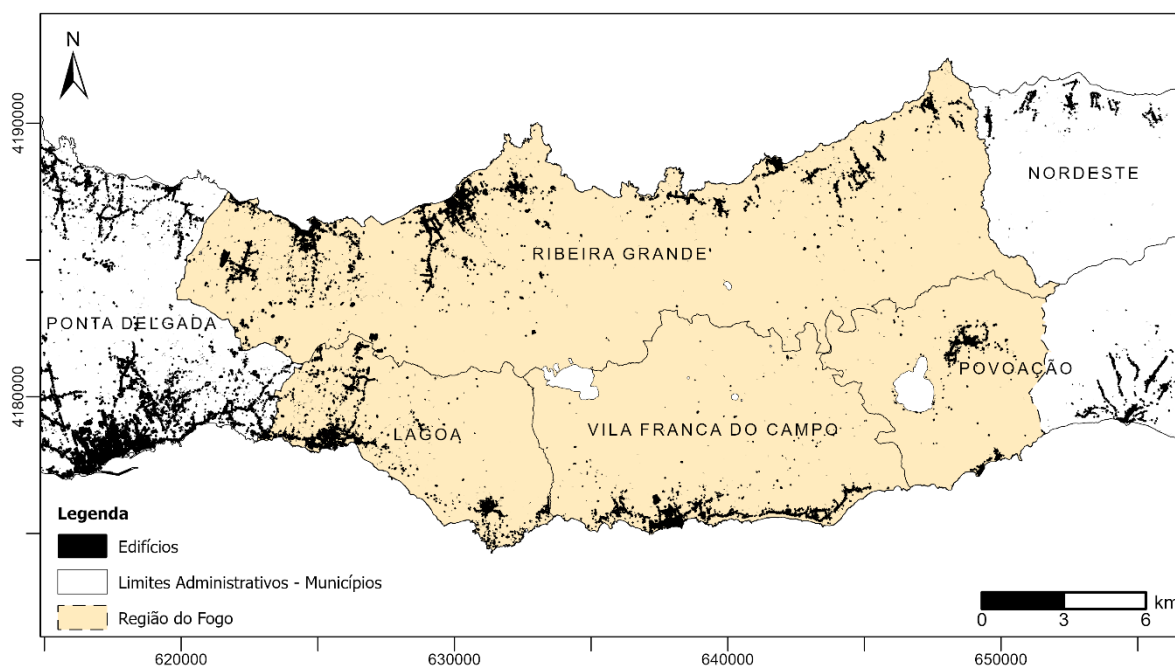 N
4190000
NORDESTE
RIBEIRA GRANDE
PONTA DELGADA
POVOAÇÃO
4180000
LAGOA
VILA FRANCA DO CAMPO
Legenda
Edifícios
Limites Administrativos - Municípios
Região do Fogo
km
0 3 6
620000 630000 640000 650000